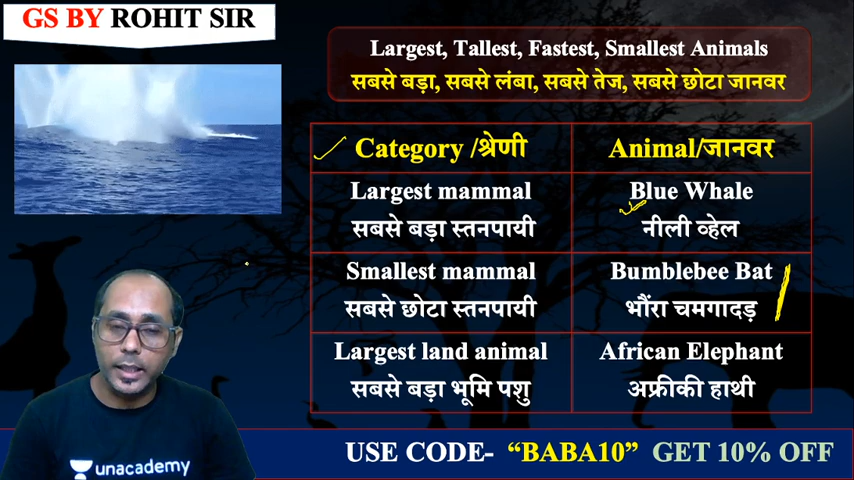 GS BY ROHIT SIR
Largest, Tallest, Fastest, Smallest Animals
सबसे बड़ा, सबसे लंबा, सबसे तेज, सबसे छोटा जानवर
Category /श्रेणी
Animal/जानवर
Largest mammal
सबसे बड़ा स्तनपायी
Blue Whale
नीली व्हेल
Smallest mammal
सबसे छोटा स्तनपायी
Bumblebee Bat
भौंरा चमगादड़
Largest land animal
सबसे बड़ा भूमि पशु
African Elephant
अफ्रीकी हाथी
unacademy
USE CODE- “BABA10” GET 10% OFF